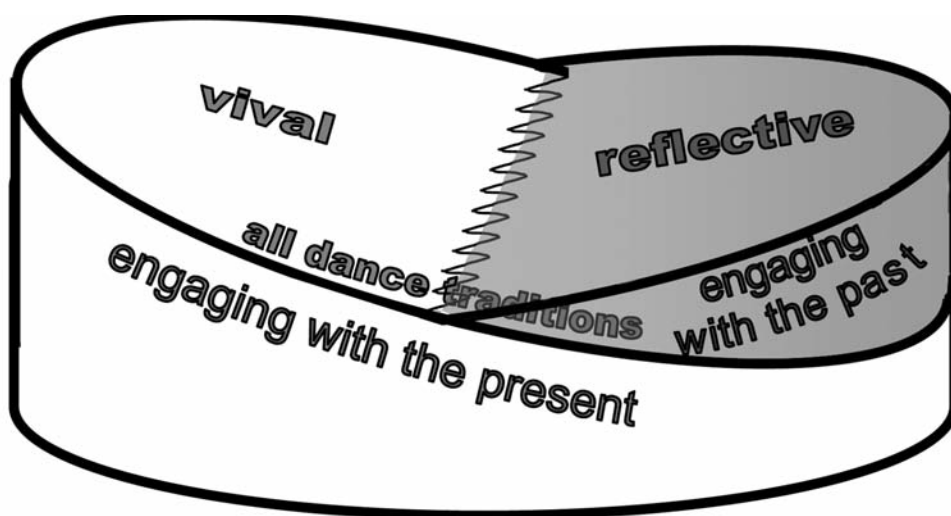 vival
reflective
all dance traditions
engaging with the present
engaging
with the past